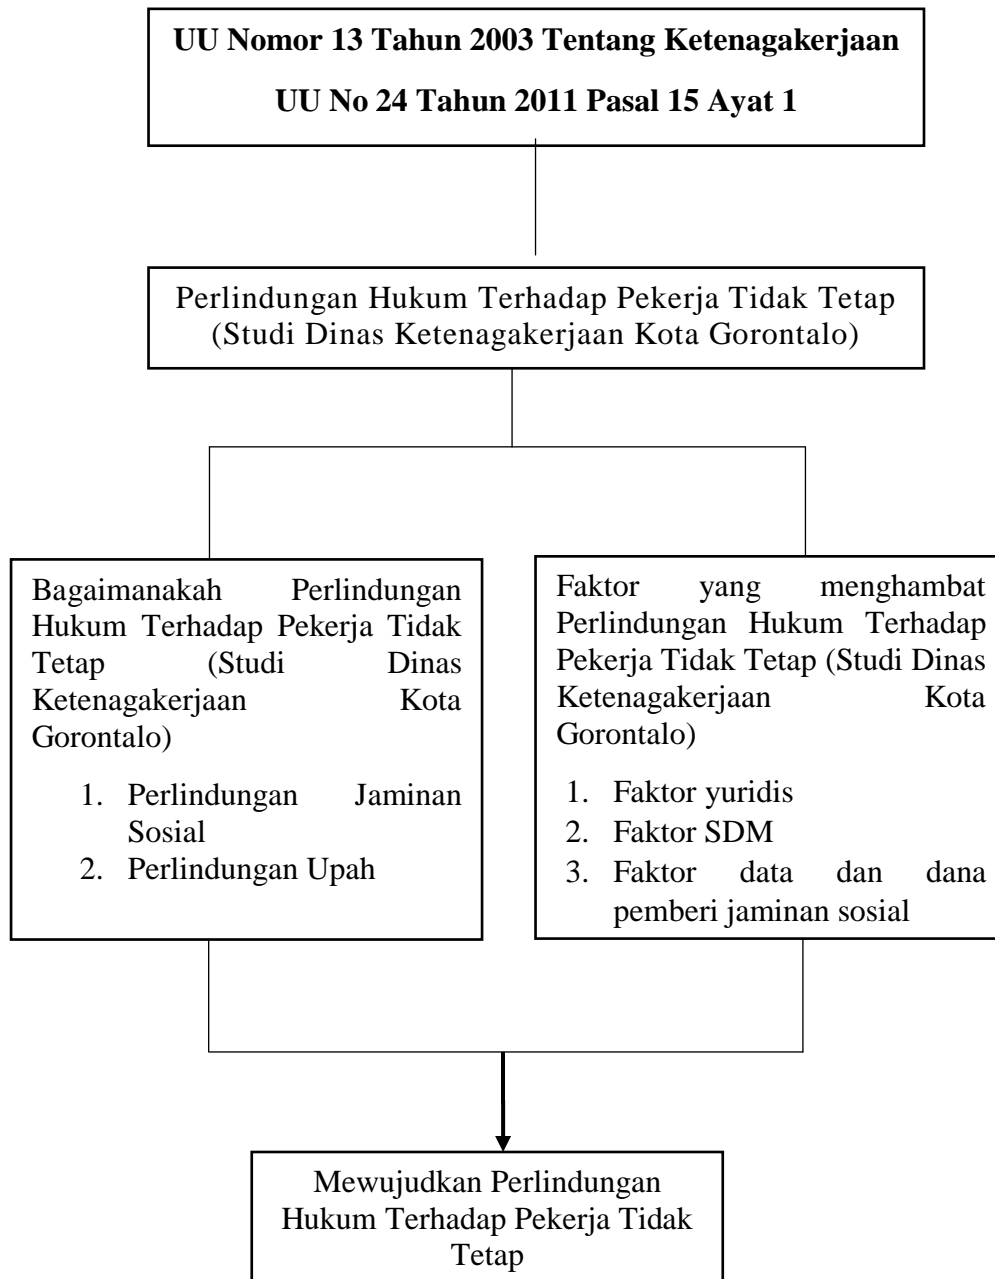 UU Nomor 13 Tahun 2003 Tentang Ketenagakerjaan
UU No 24 Tahun 2011 Pasal 15 Ayat 1
Perlindungan Hukum Terhadap Pekerja Tidak Tetap
(Studi Dinas Ketenagakerjaan Kota Gorontalo)
Bagaimanakah Perlindungan
Hukum Terhadap Pekerja Tidak
Tetap (Studi Dinas
Ketenagakerjaan Kota
Gorontalo)
1. Perlindungan Jaminan
Sosial
2. Perlindungan Upah
Faktor yang menghambat
Perlindungan Hukum Terhadap
Pekerja Tidak Tetap (Studi Dinas
Ketenagakerjaan Kota
Gorontalo)
1. Faktor yuridis
2. Faktor SDM
3. Faktor data dan dana
pemberi jaminan sosial
Mewujudkan Perlindungan
Hukum Terhadap Pekerja Tidak
Tetap